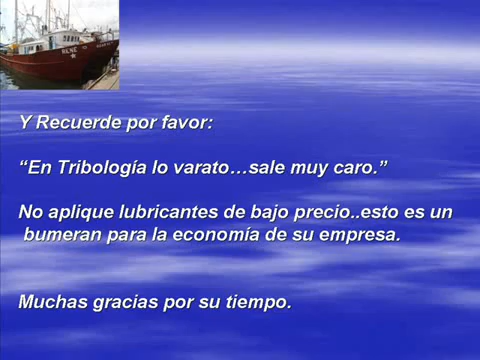 RENE
Y Recuerde por favor:
“En Tribología lo varato…sale muy caro.”
No aplique lubricantes de bajo precio..esto es un
bumeran para la economía de su empresa.
Muchas gracias por su tiempo.